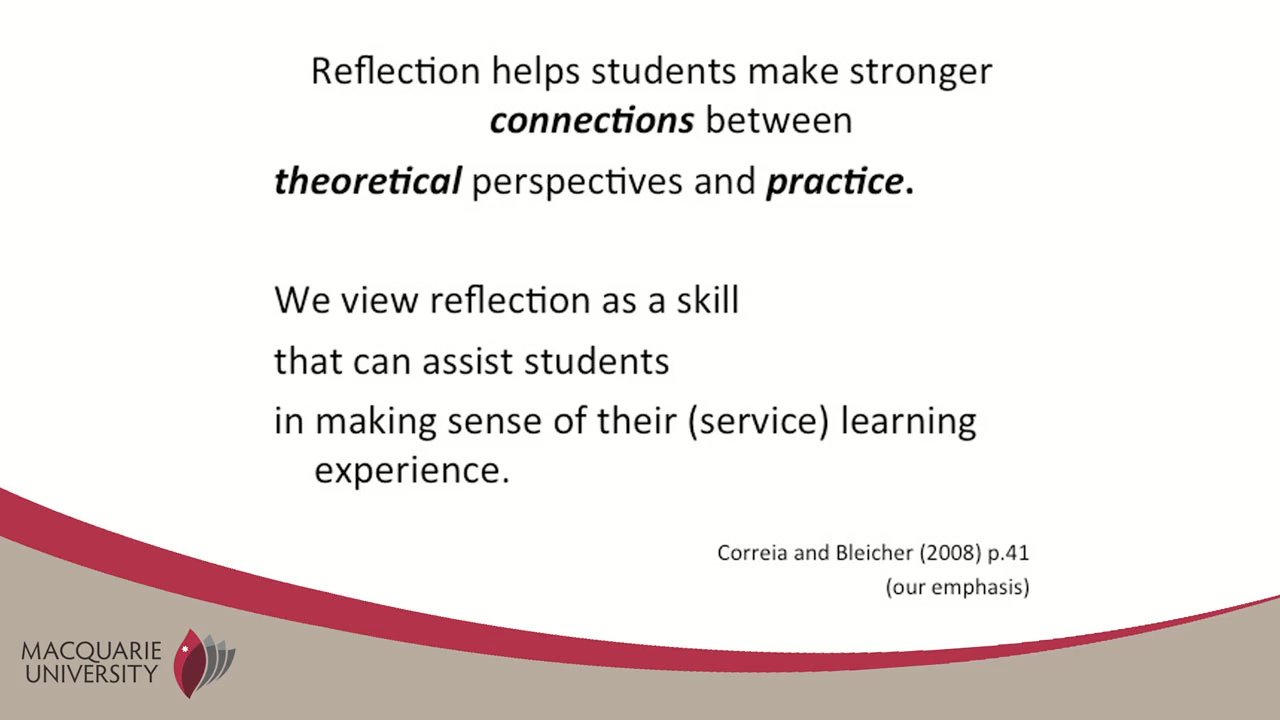 Reflection helps students make stronger
connections between
theoretical perspectives and practice.
We view reflection as a skill
that can assist students
in making sense of their (service) learning
experience.
Correia and Bleicher (2008) p.41
(our emphasis)
MACQUARIE
UNIVERSITY